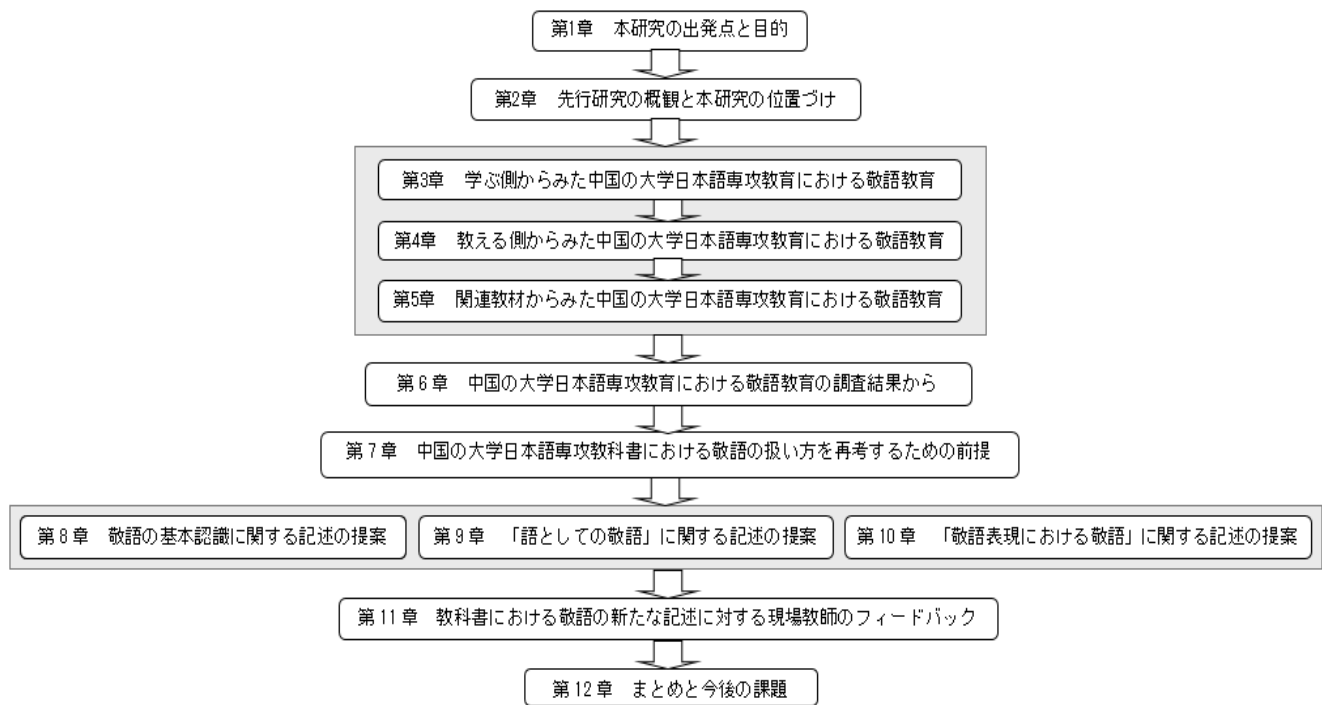 第1章　本研究の出発点と目的
第2章　先行研究の概観と本研究の位置づけ
第3章　学ぶ側からみた中国の大学日本語専攻教育における敬語教育
第4章　教える側からみた中国の大学日本語専攻教育における敬語教育
第5章　関連教材からみた中国の大学日本語専攻教育における敬語教育
第6章　中国の大学日本語専攻教育における敬語教育の調査結果から
第7章　中国の大学日本語専攻教科書における敬語の扱い方を再考するための前提
第8章　敬語の基本認識に関する記述の提案
第9章　「語としての敬語」に関する記述の提案
第10章　「敬語表現における敬語」に関する記述の提案
第11章　教科書における敬語の新たな記述に対する現場教師のフィードバック
第12章　まとめと今後の課題